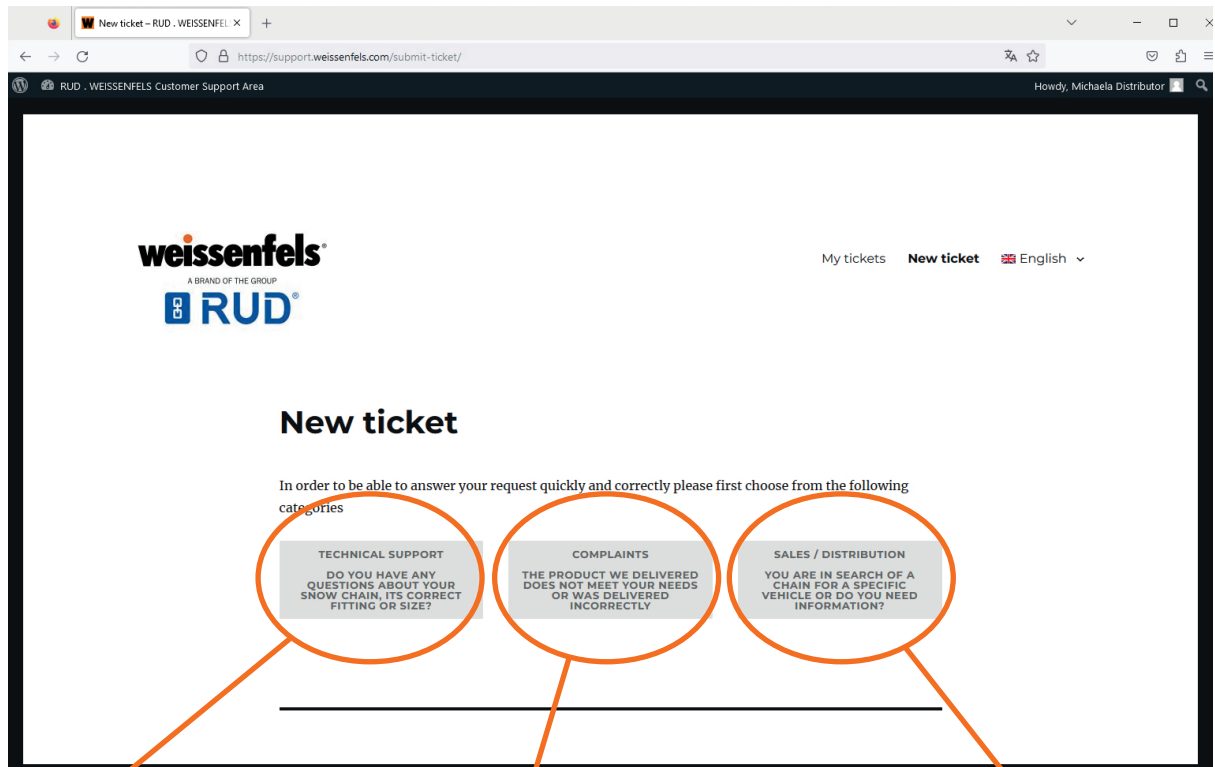 New ticket – RUD . WEISSENFEL
https://support.weissenfels.com/submit-ticket/
RUD . WEISSENFELS Customer Support Area
Howdy, Michaela Distributor
weissenfels®
A BRAND OF THE GROUP
RUD®
My tickets New ticket English
New ticket
In order to be able to answer your request quickly and correctly please first choose from the following
categories
TECHNICAL SUPPORT
DO YOU HAVE ANY
QUESTIONS ABOUT YOUR
SNOW CHAIN, ITS CORRECT
FITTING OR SIZE?
COMPLAINTS
THE PRODUCT WE DELIVERED
DOES NOT MEET YOUR NEEDS
OR WAS DELIVERED
INCORRECTLY
SALES / DISTRIBUTION
YOU ARE IN SEARCH OF A
CHAIN FOR A SPECIFIC
VEHICLE OR DO YOU NEED
INFORMATION?